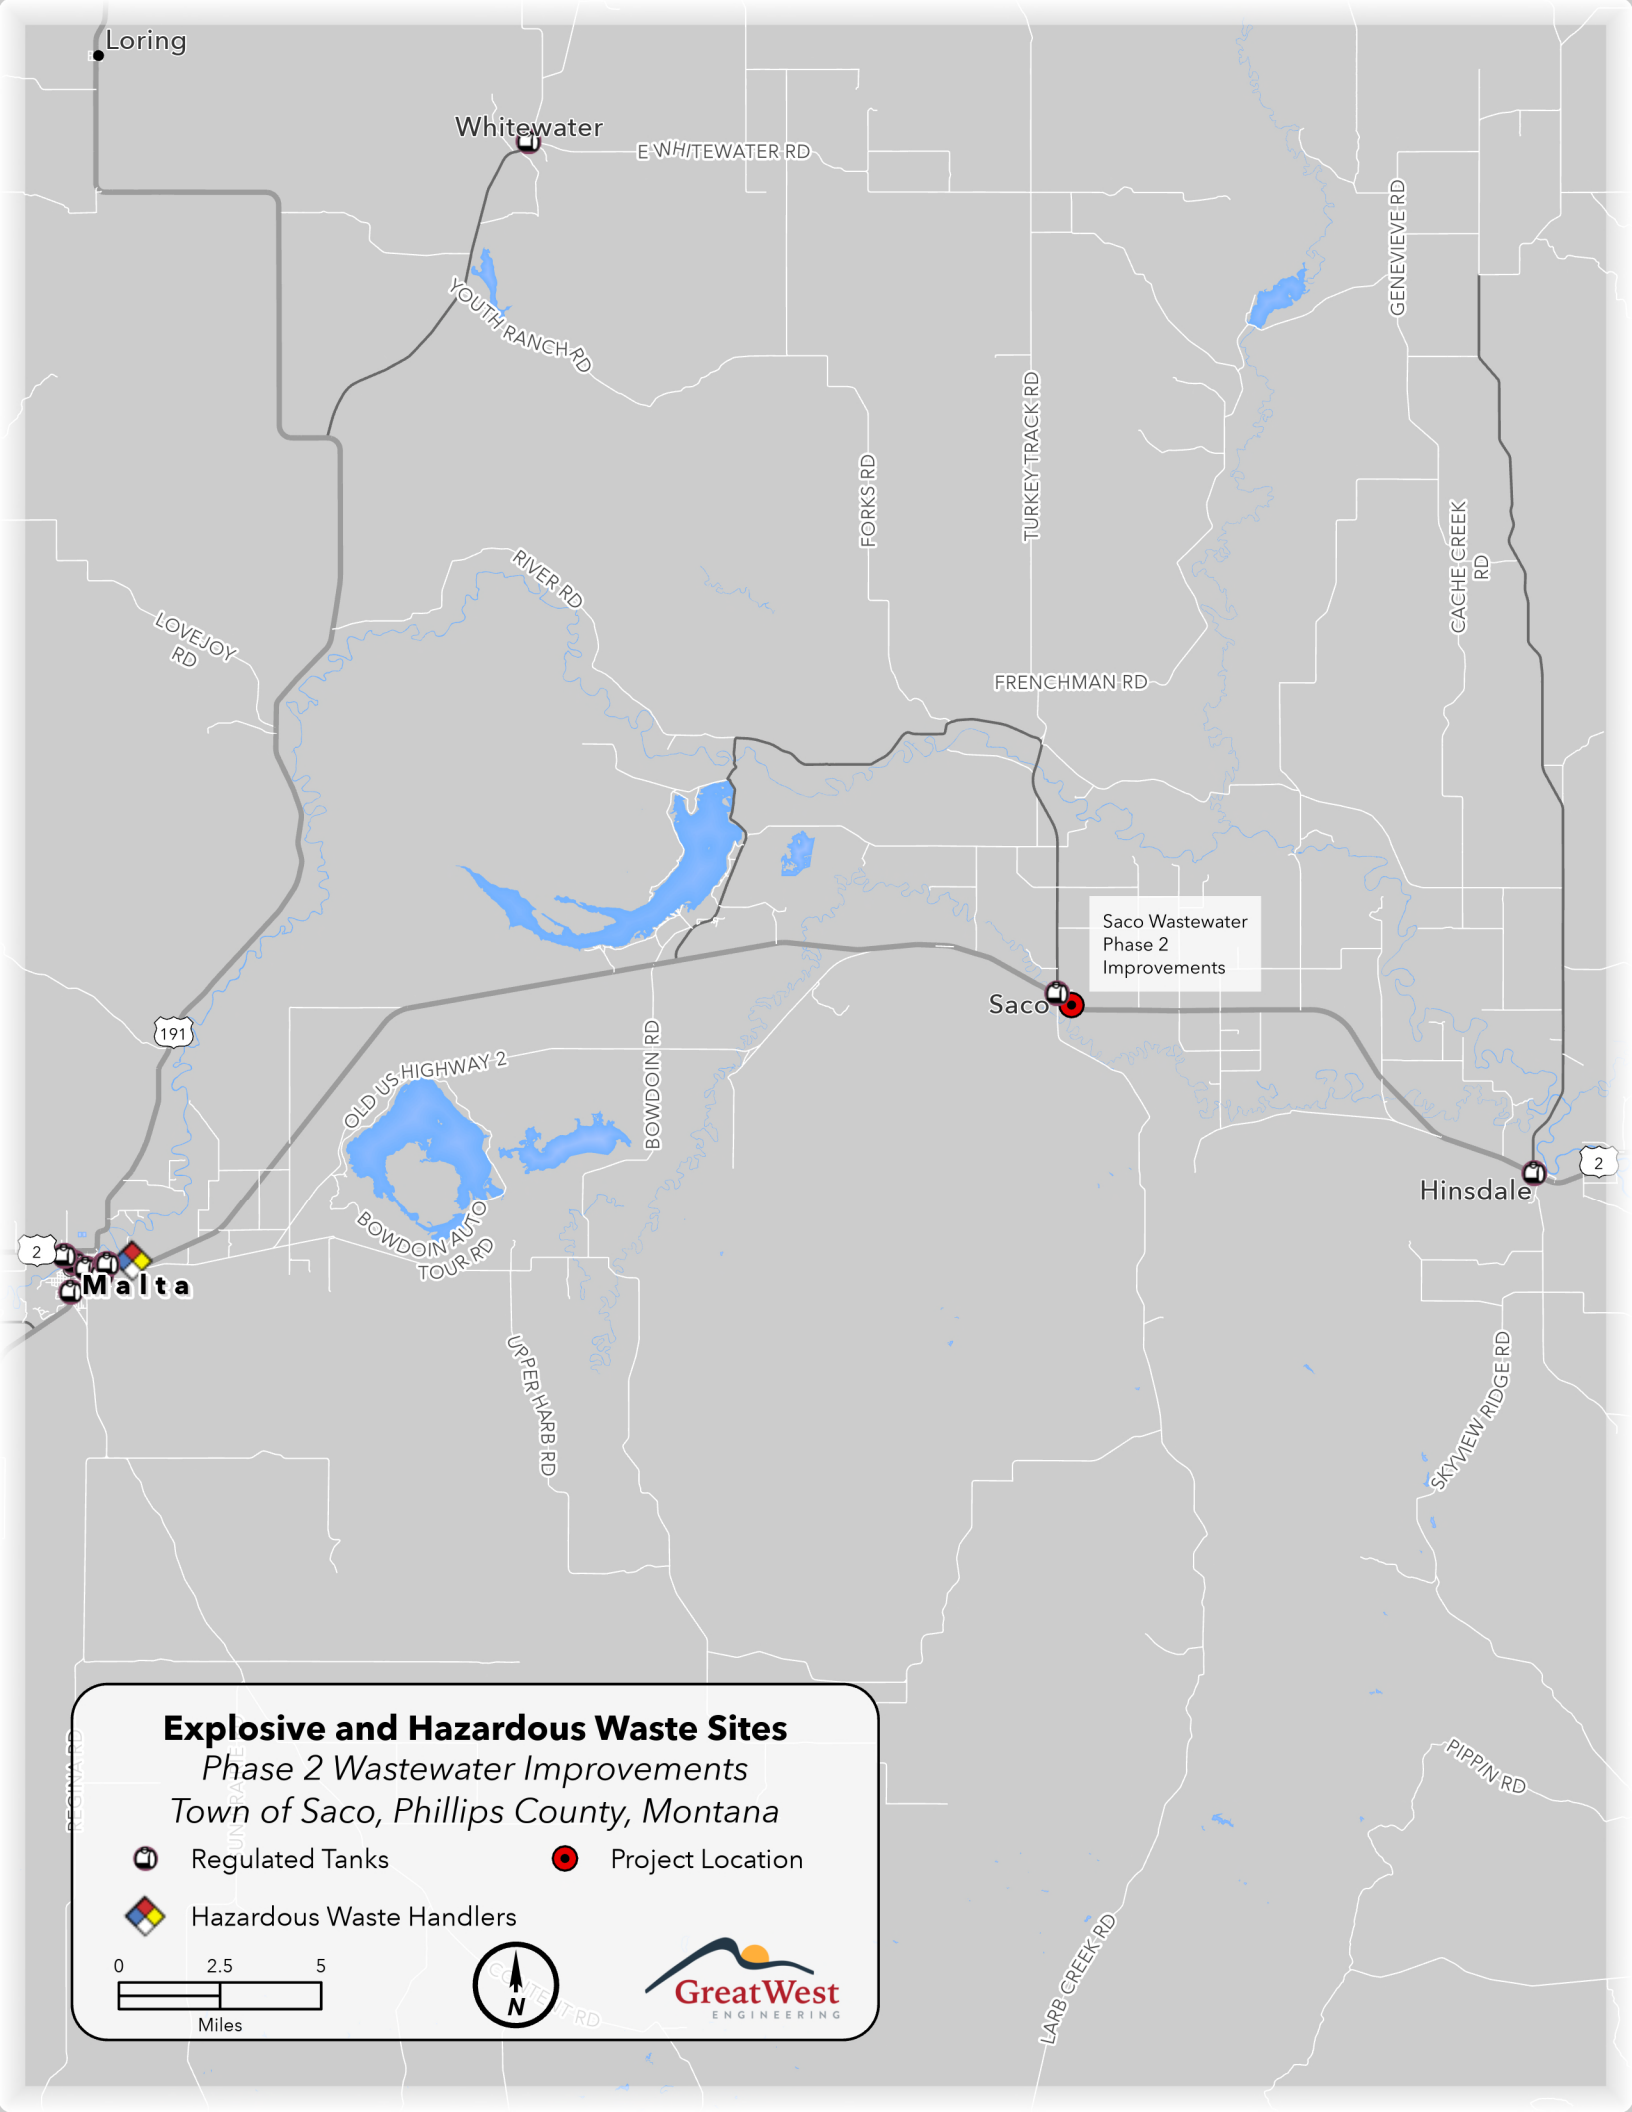 Loring
Whitewater
E WHITEWATER RD
GENEVIEVE RD
YOUTH RANCH RD
TURKEY TRACK RD
FORKS RD
CACHE CREEK
RD
RIVER RD
LOVEJOY
RD
FRENCHMAN RD
Saco Wastewater
Phase 2
Improvements
Saco
191
OLD US HIGHWAY 2
BOWDOIN RD
2
Hinsdale
BOWDOIN AUTO
TOUR RD
2
Malta
UPPER HARB RD
SKYVIEW RIDGE RD
PIPPIN RD
LARB CREEK RD
REGINA RD
Explosive and Hazardous Waste Sites
Phase 2 Wastewater Improvements
Town of Saco, Phillips County, Montana
Regulated Tanks
Project Location
Hazardous Waste Handlers
0 2.5 5
Miles
N
GreatWest
ENGINEERING
CONTENT RD